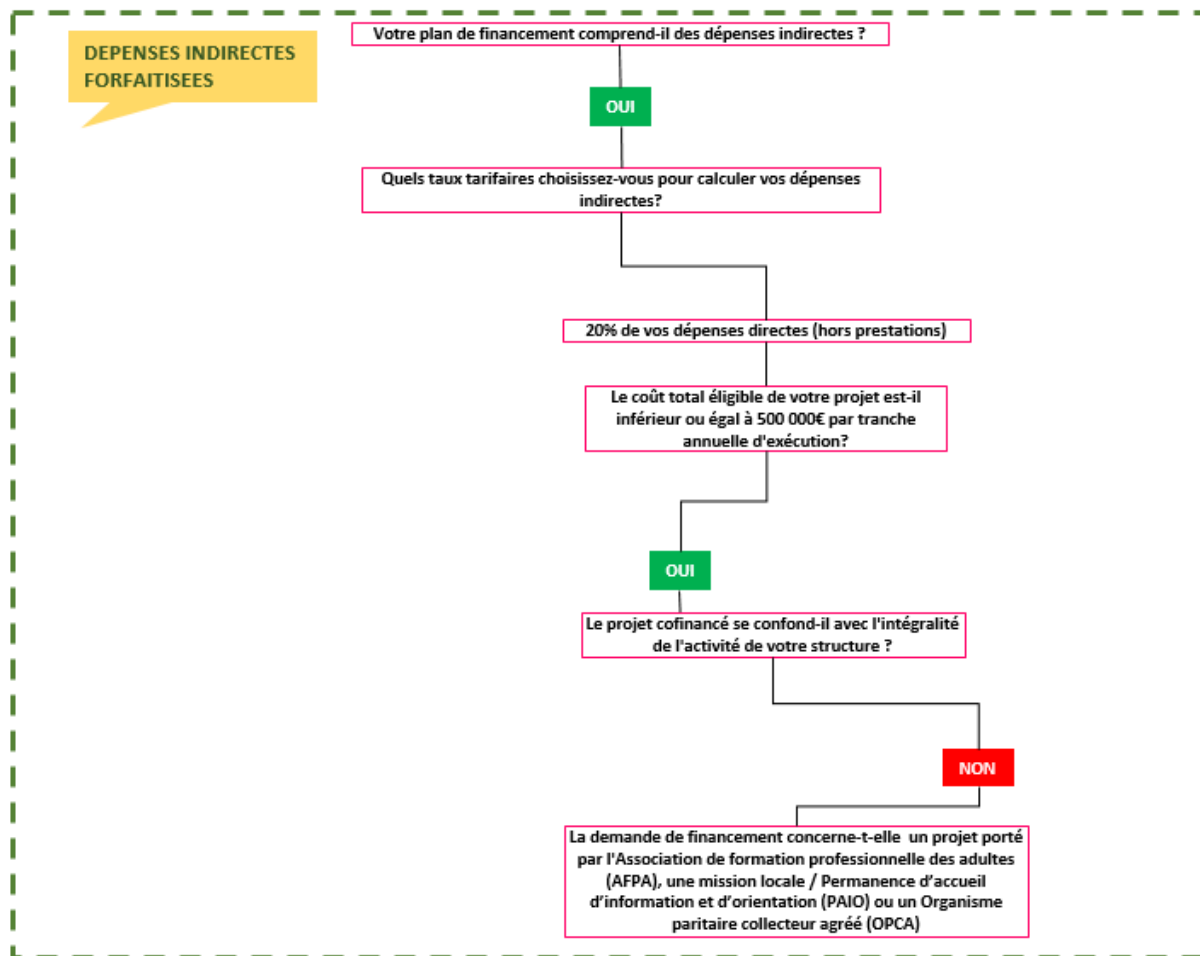 DEPENSES INDIRECTES
FORFAITISEES
Votre plan de financement comprend-il des dépenses indirectes ?
OUI
Quels taux tarifaires choisissez-vous pour calculer vos dépenses
indirectes?
20% de vos dépenses directes (hors prestations)
Le coût total éligible de votre projet est-il
inférieur ou égal à 500 000€ par tranche
annuelle d'exécution?
OUI
Le projet cofinancé se confond-il avec l'intégralité
de l'activité de votre structure ?
NON
La demande de financement concerne-t-elle un projet porté
par l'Association de formation professionnelle des adultes
(AFPA), une mission locale / Permanence d’accueil
d’information et d’orientation (PAIO) ou un Organisme
paritaire collecteur agréé (OPCA)